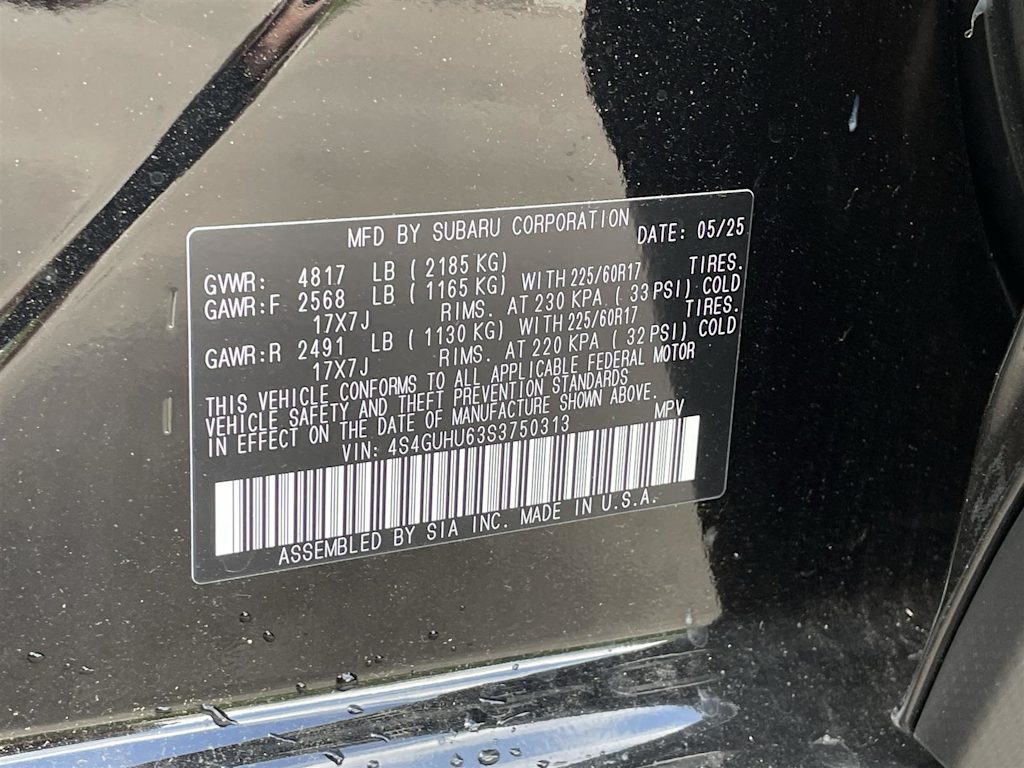 MFD BY SUBARU CORPORATION DATE: 05/25
GVWR: 4817 LB ( 2185 KG)
GAWR:F 2568 LB ( 1165 KG) WITH 225/60R17 TIRES.
17X7J RIMS. AT 230 KPA ( 33 PSI) COLD
GAWR:R 2491 LB ( 1130 KG) WITH 225/60R17 TIRES.
17X7J RIMS. AT 220 KPA ( 32 PSI) COLD
THIS VEHICLE CONFORMS TO ALL APPLICABLE FEDERAL MOTOR
VEHICLE SAFETY AND THEFT PREVENTION STANDARDS
IN EFFECT ON THE DATE OF MANUFACTURE SHOWN ABOVE.
VIN: 4S4GUHU63S3750313 MPV
ASSEMBLED BY SIA INC. MADE IN U.S.A.